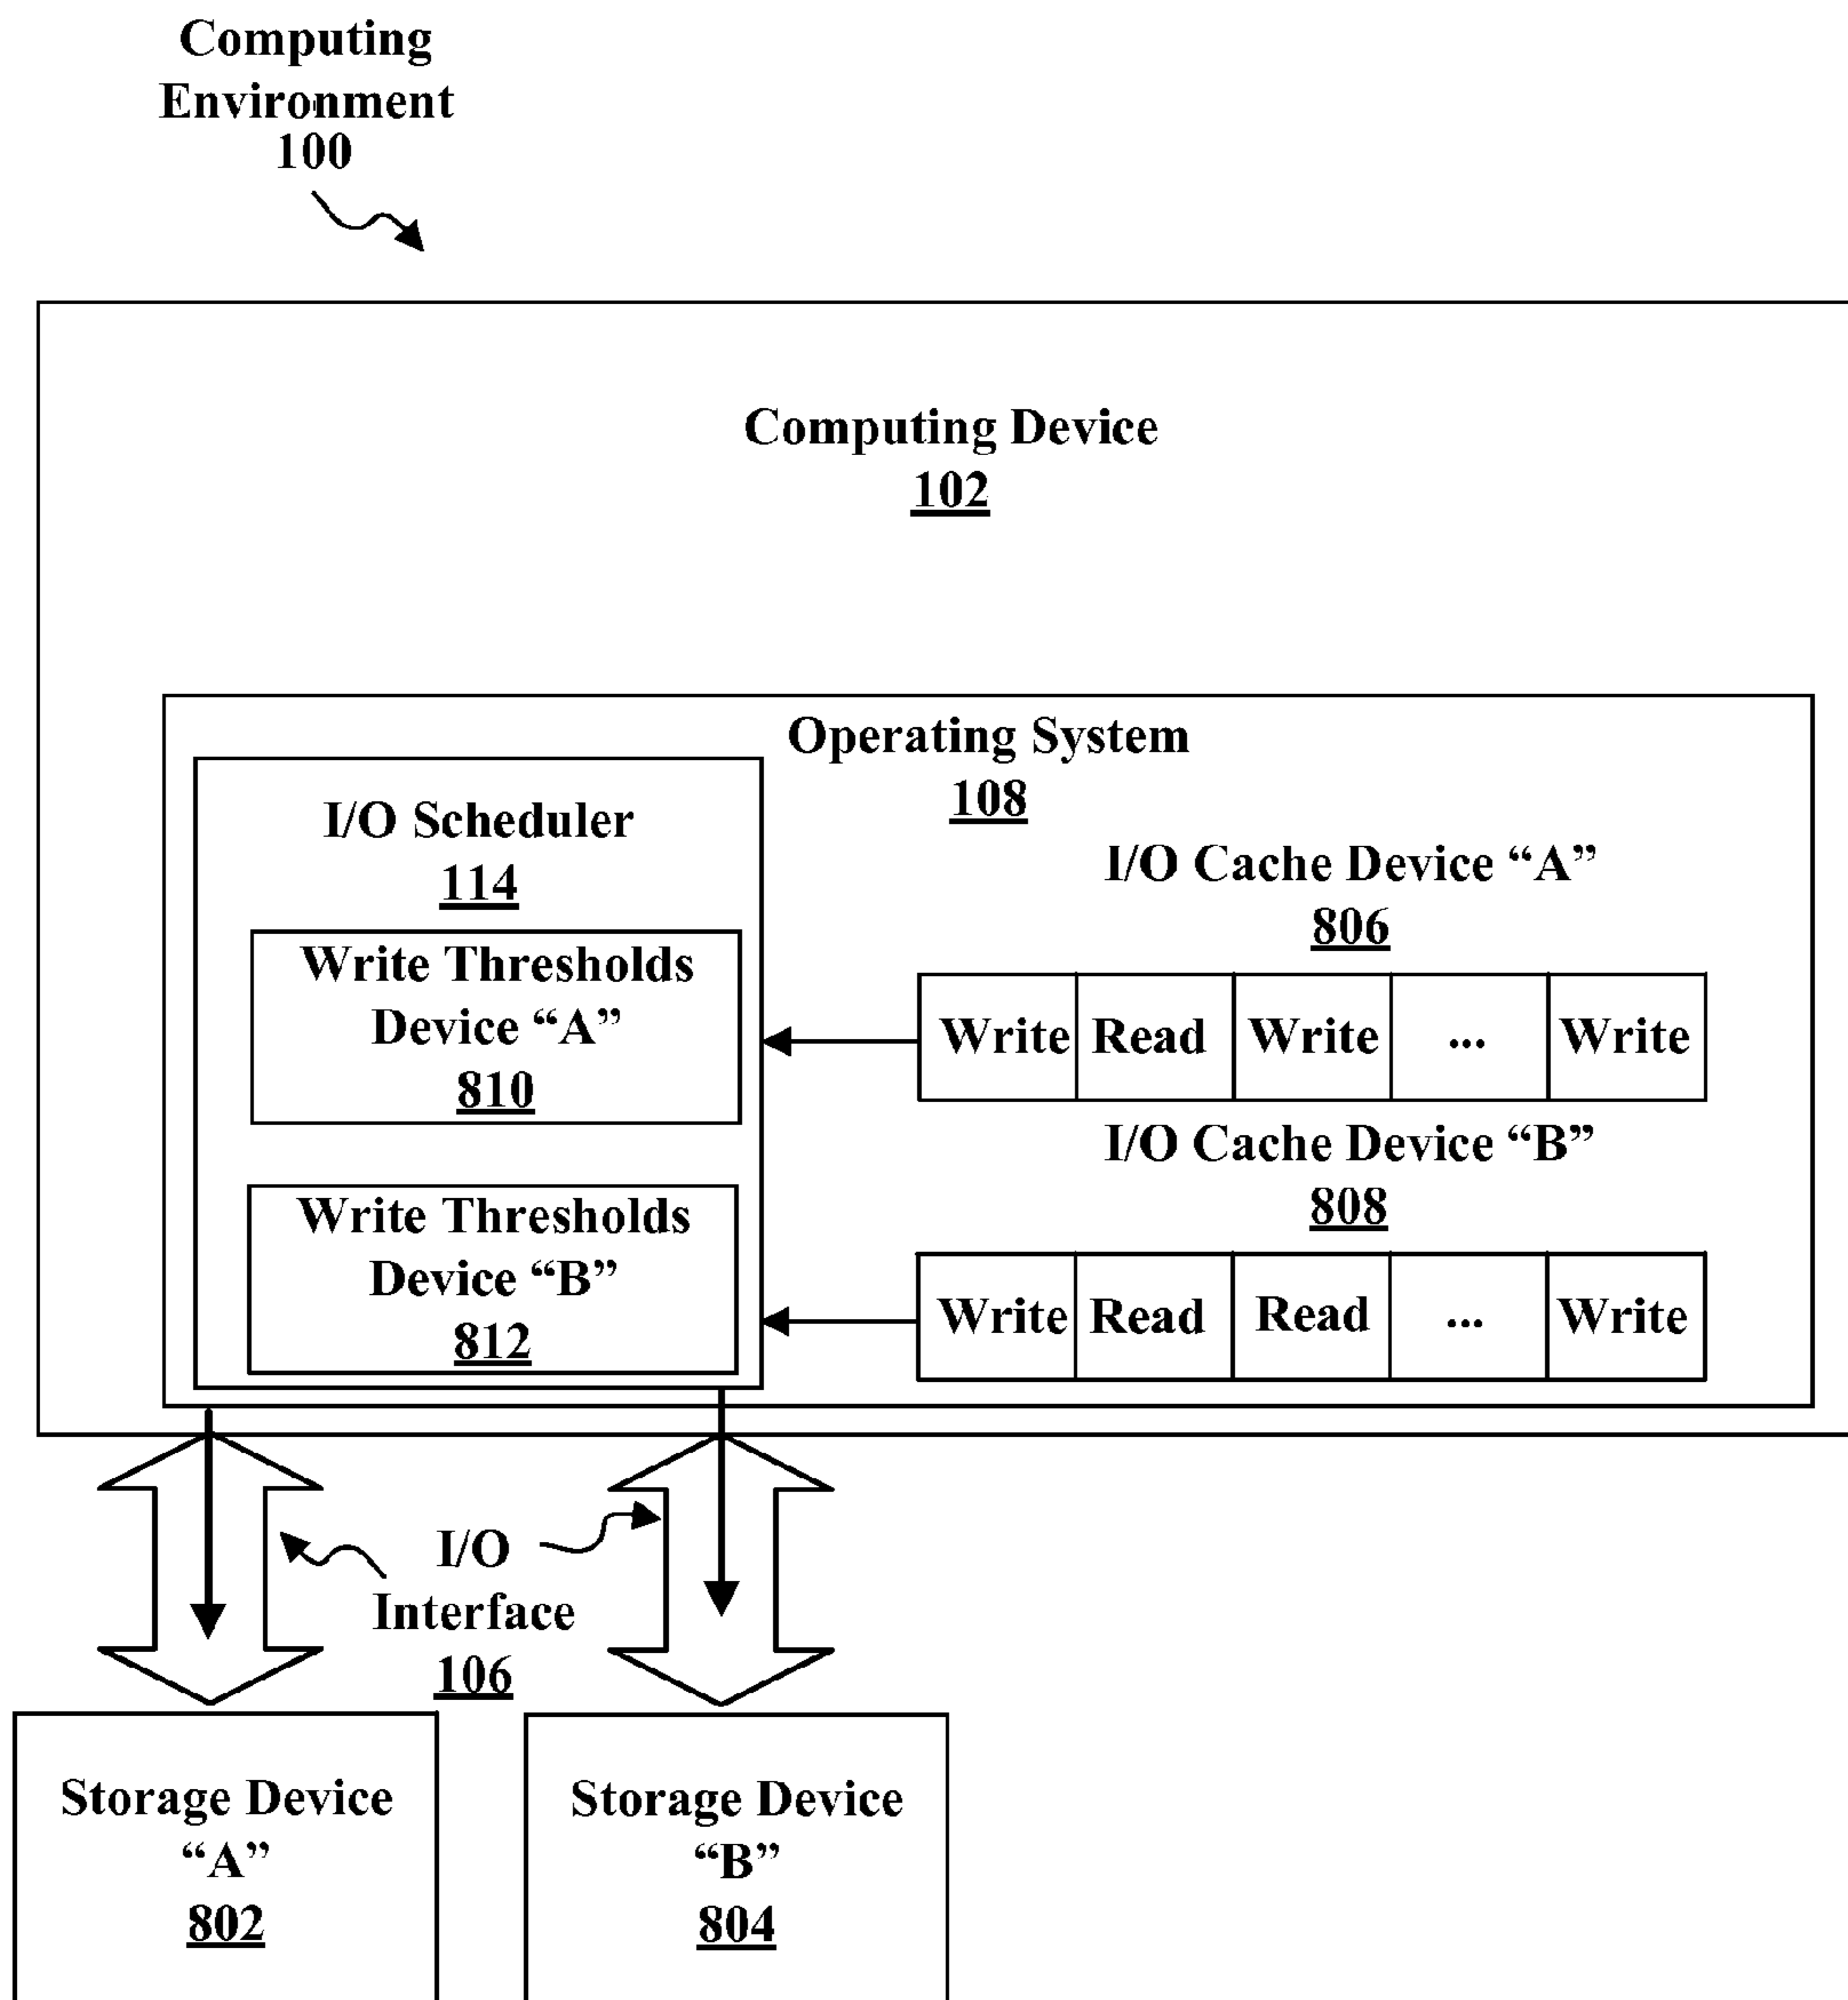 Computing
Environment
100
Computing Device
102
Operating System
108
I/O Scheduler
114
Write Thresholds
Device “A”
810
Write Thresholds
Device “B”
812
I/O Cache Device “A”
806
Write Read Write ... Write
I/O Cache Device “B”
808
Write Read Read ... Write
I/O
Interface
106
Storage Device
“A”
802
Storage Device
“B”
804